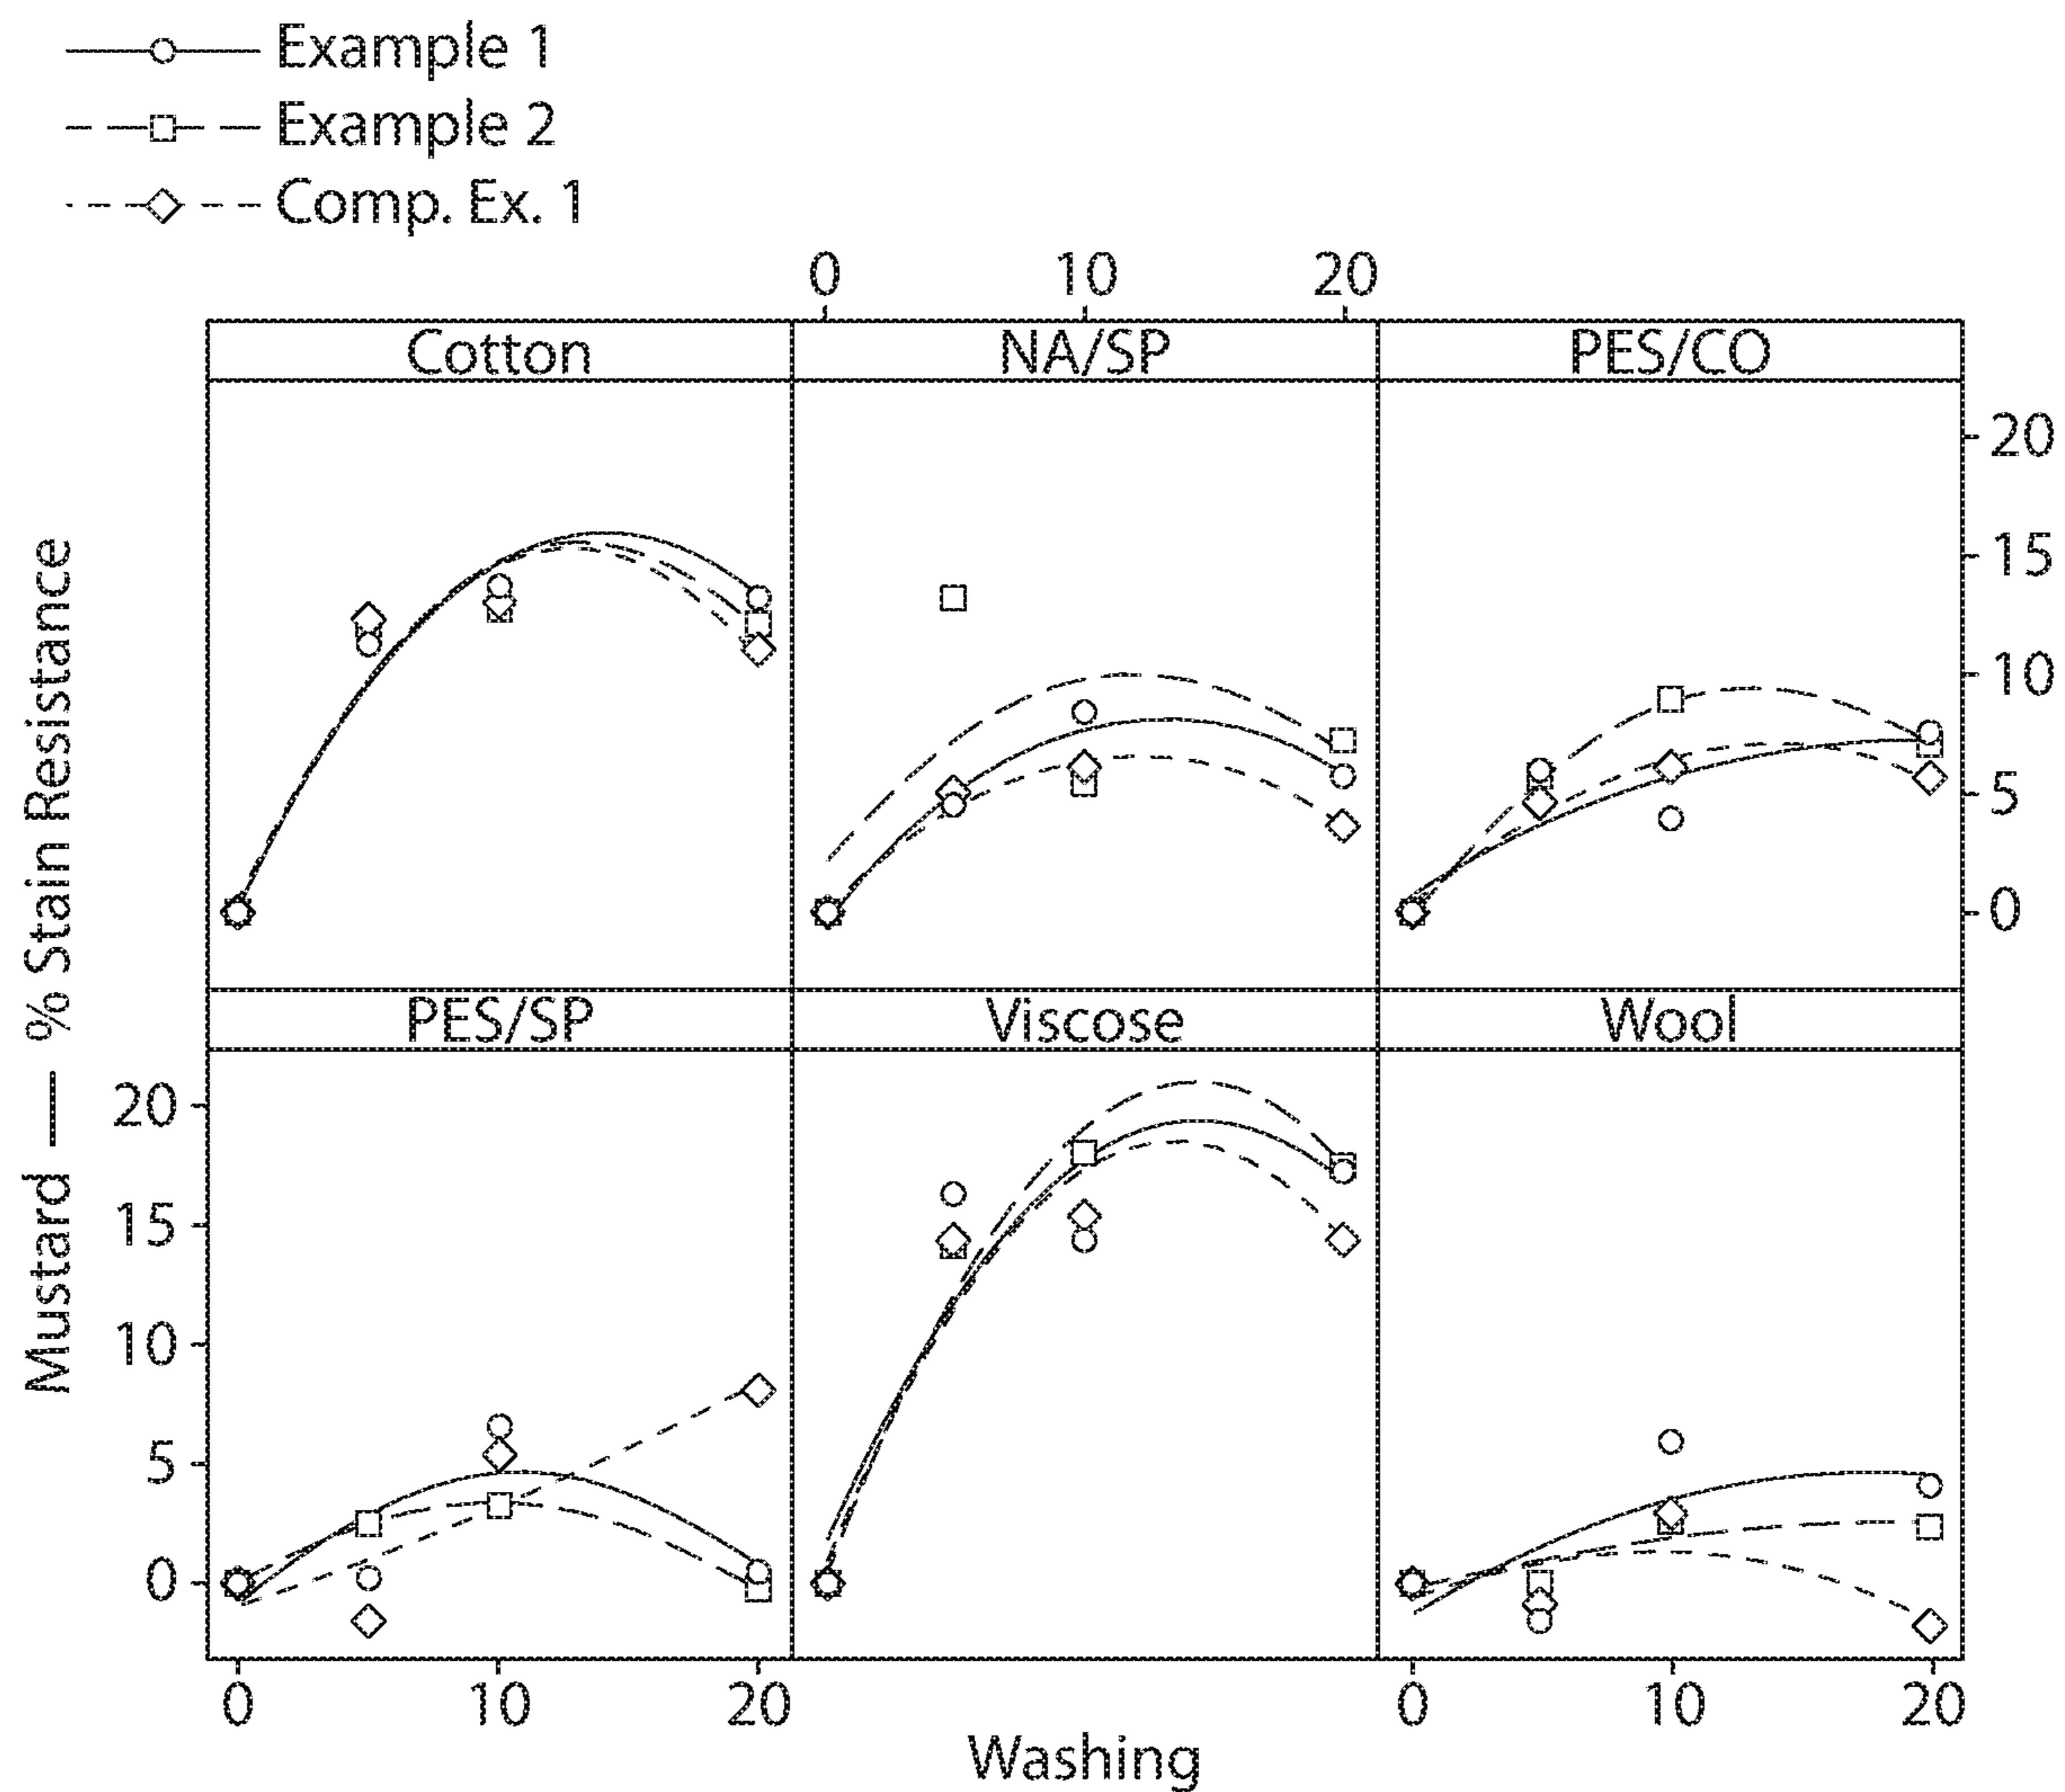 Example 1
Example 2
Comp. Ex. 1
0 10 20
Cotton NA/SP PES/CO
20
15
10
5
0
Mustard — % Stain Resistance
PES/SP Viscose Wool
20
15
10
5
0
0 10 20 0 10 20
Washing